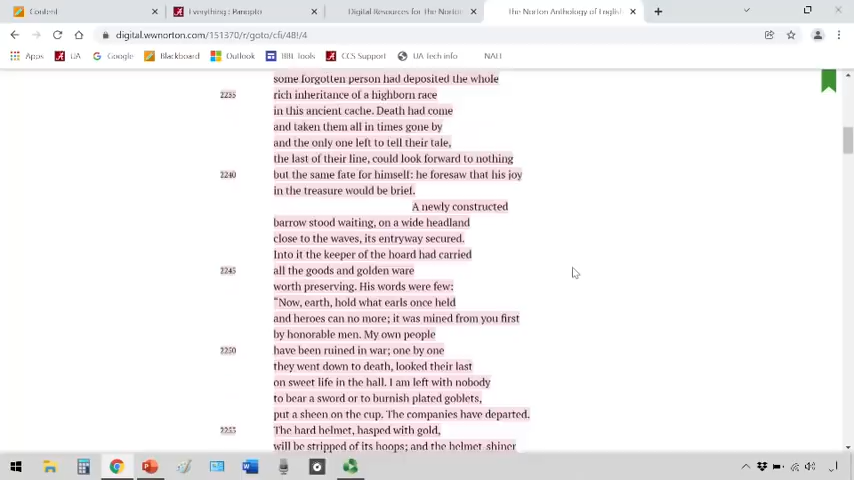 Content
Everything : Panopto
Digital Resources for The Norton
The Norton Anthology of English
digital.wwnorton.com/151370/r/goto/cfi/48!/4
Apps UA Google Blackboard Outlook CCS Support UA Tech info
some forgotten person had deposited the whole
2235 rich inheritance of a highborn race
in this ancient cache. Death had come
and taken them all in times gone by
and the only one left to tell their tale,
the last of their line, could look forward to nothing
2240 but the same fate for himself: he foresaw that his joy
in the treasure would be brief.
A newly constructed
barrow stood waiting, on a wide headland
close to the waves, its entryway secured.
Into it the keeper of the hoard had carried
2245 all the goods and golden ware
worth preserving. His words were few:
“Now, earth, hold what earls once held
and heroes can no more; it was mined from you first
by honorable men. My own people
2250 have been ruined in war; one by one
they went down to death, looked their last
on sweet life in the hall. I am left with nobody
to bear a sword or to burnish plated goblets,
put a sheen on the cup. The companies have departed.
2255 The hard helmet, hasped with gold,
will be stripped of its hoops; and the helmet-shiner